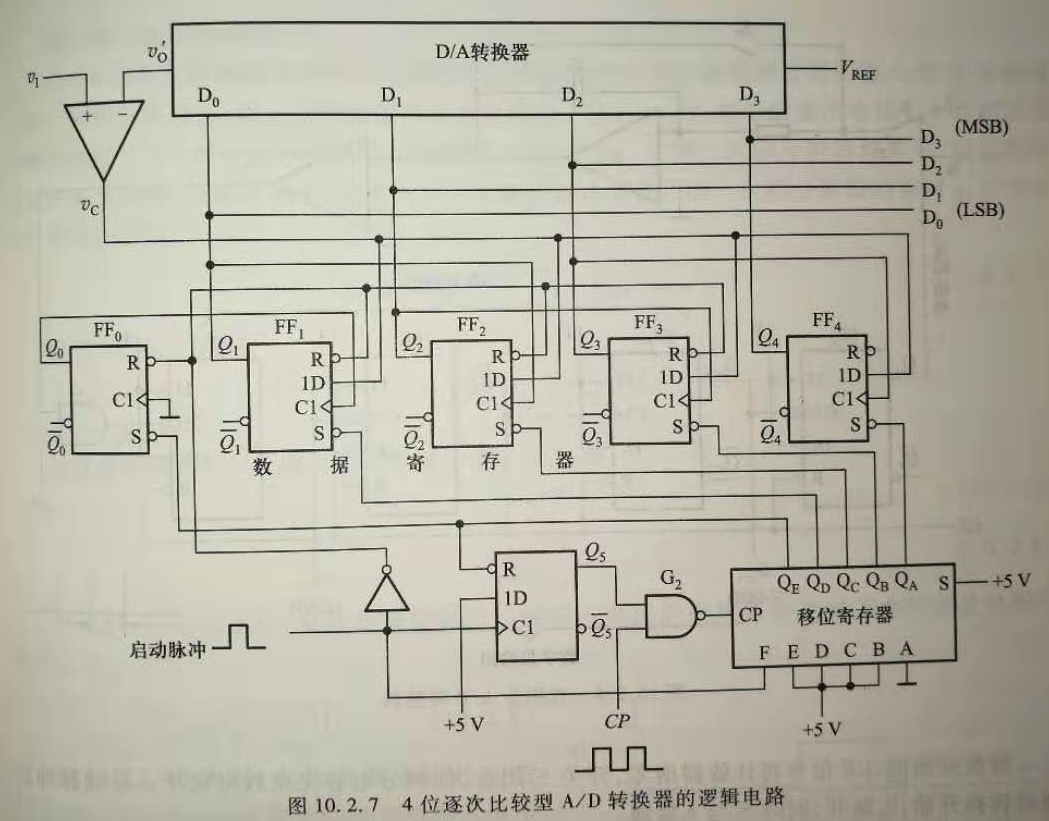 D/A转换器
v'O
vI
VREF
D0 D1 D2 D3
+ −
D3 (MSB)
D2
D1
D0 (LSB)
vC
FF0 FF1 FF2 FF3 FF4
Q0 R Q1 R Q2 R Q3 R Q4 R
1D 1D 1D 1D
C1 C1 C1 C1 C1
Q̅0 S Q̅1 S Q̅2 S Q̅3 S Q̅4 S
数 据 寄 存 器
R Q5
1D
C1 Q̅5
G2
QE QD QC QB QA S +5 V
CP 移位寄存器
F E D C B A
启动脉冲
+5 V CP +5 V
图 10.2.7 4 位逐次比较型 A/D 转换器的逻辑电路